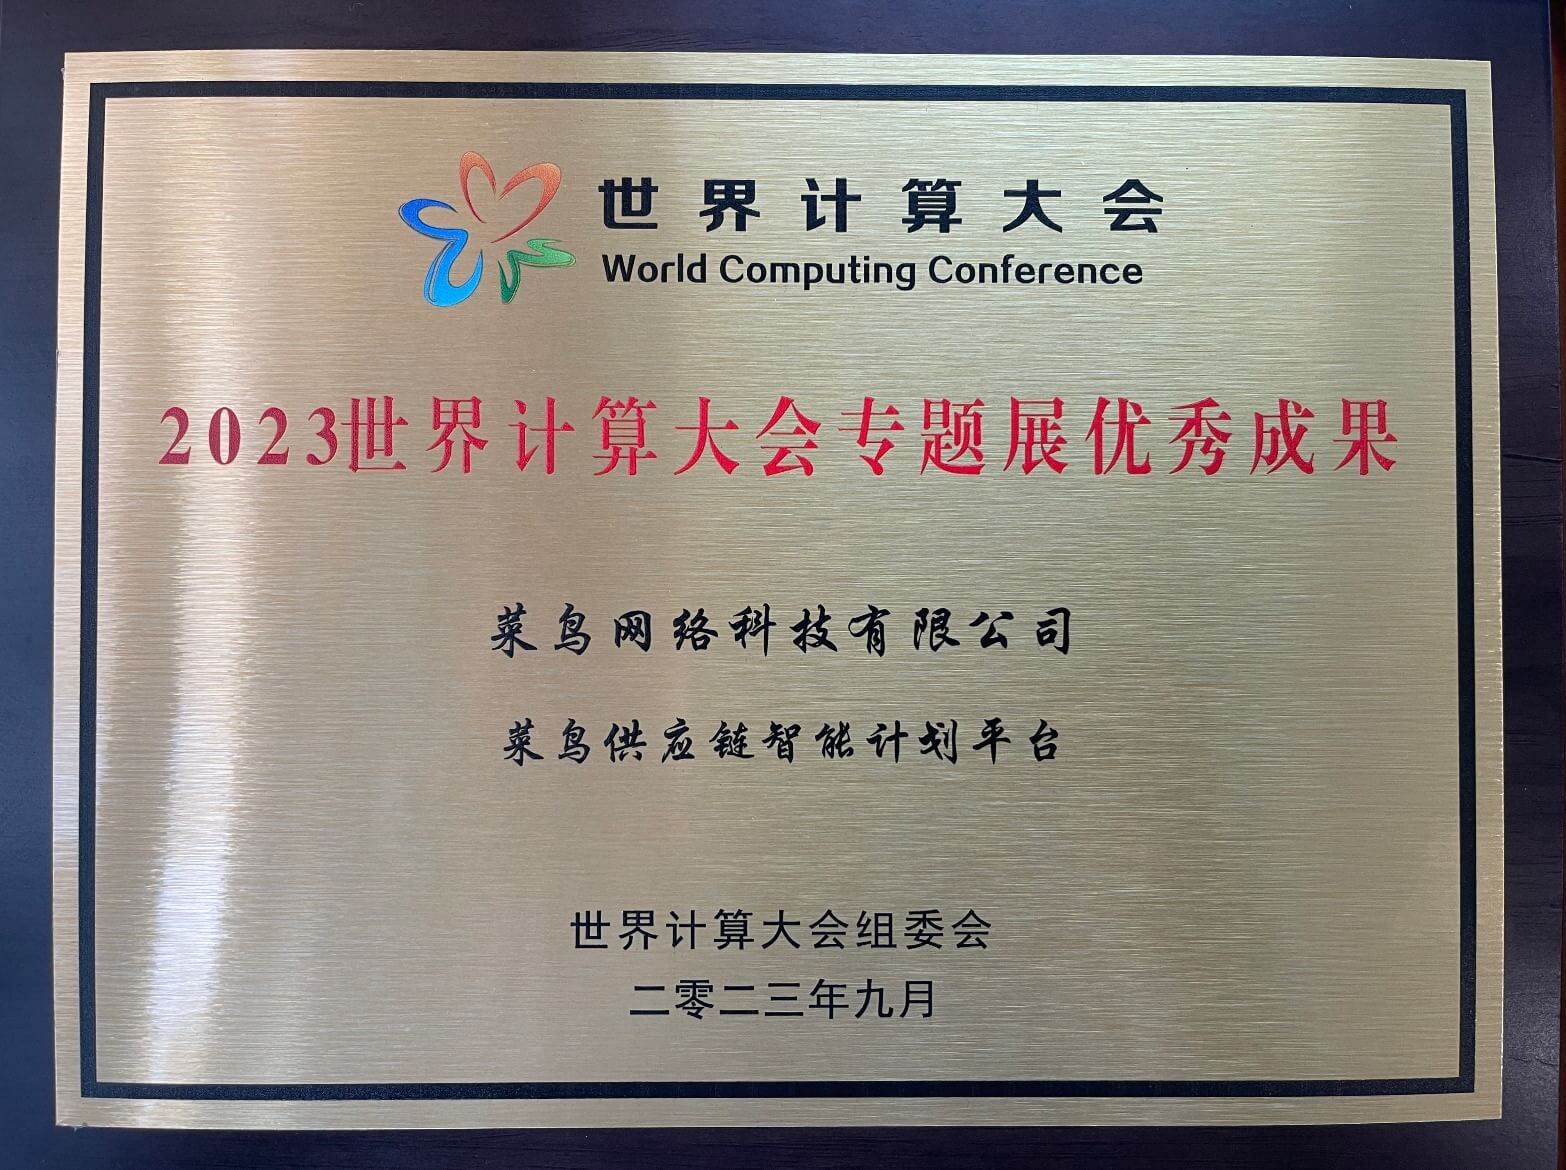 世界计算大会
World Computing Conference
2023世界计算大会专题展优秀成果
菜鸟网络科技有限公司
菜鸟供应链智能计划平台
世界计算大会组委会
二零二三年九月